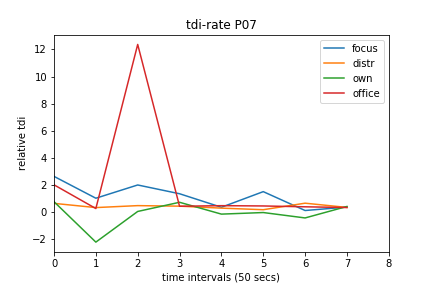 tdi-rate P07
12
10
8
6
4
2
0
−2
relative tdi
focus
distr
own
office
0 1 2 3 4 5 6 7 8
time intervals (50 secs)